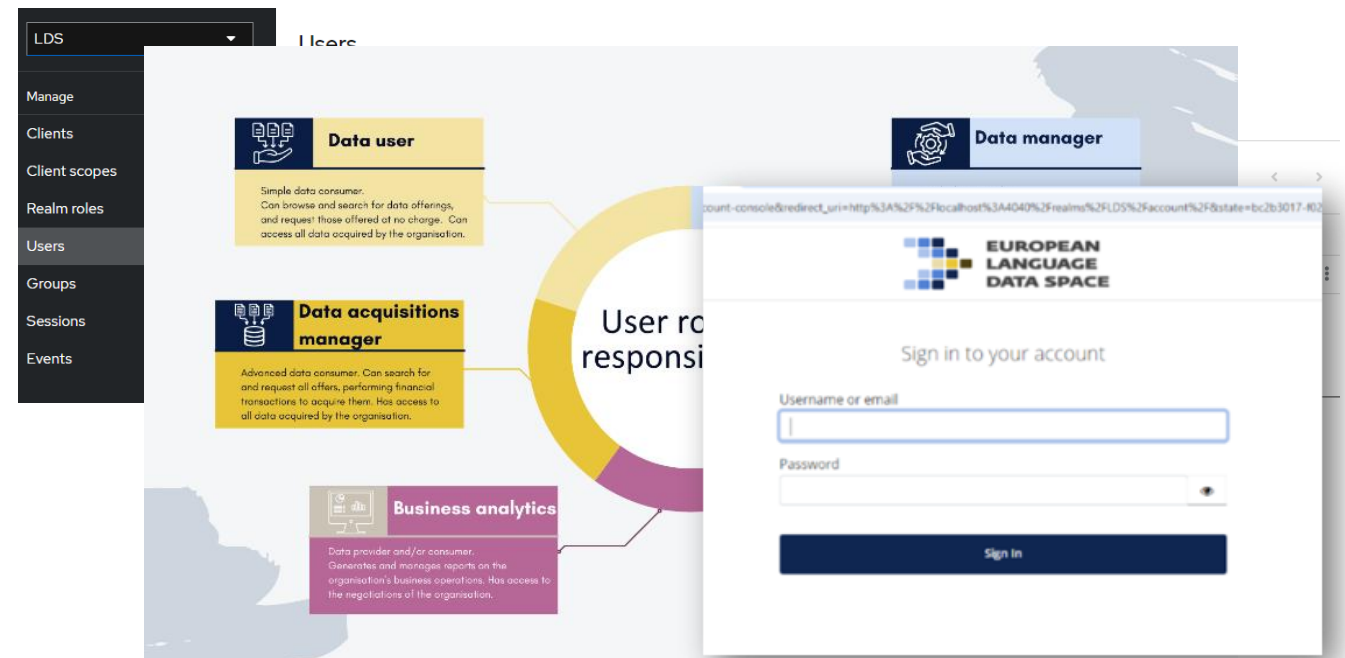 LDS
Users
Manage
Clients
Client scopes
Realm roles
Users
Groups
Sessions
Events
Data user
Simple data consumer.
Can browse and search for data offerings,
and request those offered at no charge. Can
access all data acquired by the organisation.
Data acquisitions
manager
Advanced data consumer. Can search for
and request all offers, performing financial
transactions to acquire them. Has access to
all data acquired by the organisation.
Business analytics
Data provider and/or consumer.
Generates and manages reports on the
organisation's business operations. Has access to
the negotiations of the organisation.
User ro
responsi
Data manager
count-console&redirect_uri=http%3A%2F%2Flocalhost%3A4040%2Frealms%2FLDS%2Faccount%2F&state=bc2b3017-f02
EUROPEAN
LANGUAGE
DATA SPACE
Sign in to your account
Username or email
Password
Sign In